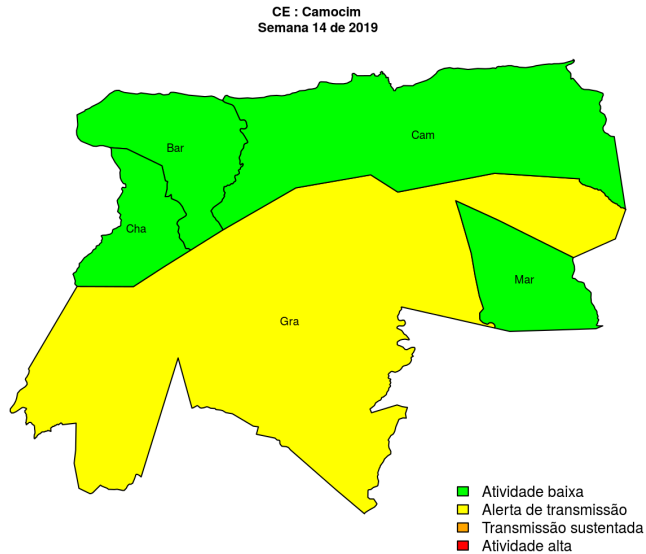 CE : Camocim
Semana 14 de 2019
Cam
Bar
Cha
Mar
Gra
Atividade baixa
Alerta de transmissão
Transmissão sustentada
Atividade alta